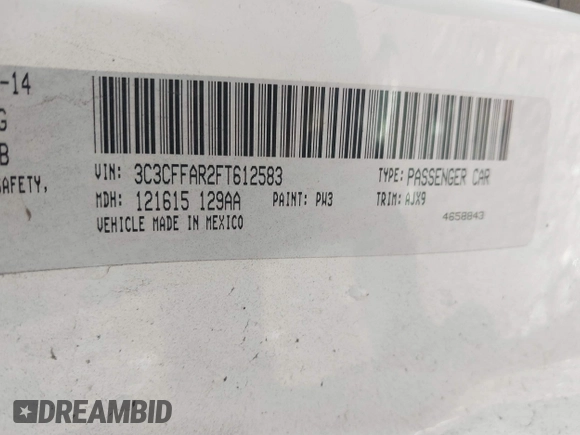 -14
G
B
SAFETY,
VIN: 3C3CFFAR2FT612583 TYPE: PASSENGER CAR
MDH: 121615 129AA PAINT: PW3 TRIM: AJX9
VEHICLE MADE IN MEXICO 4658843
DREAMBID